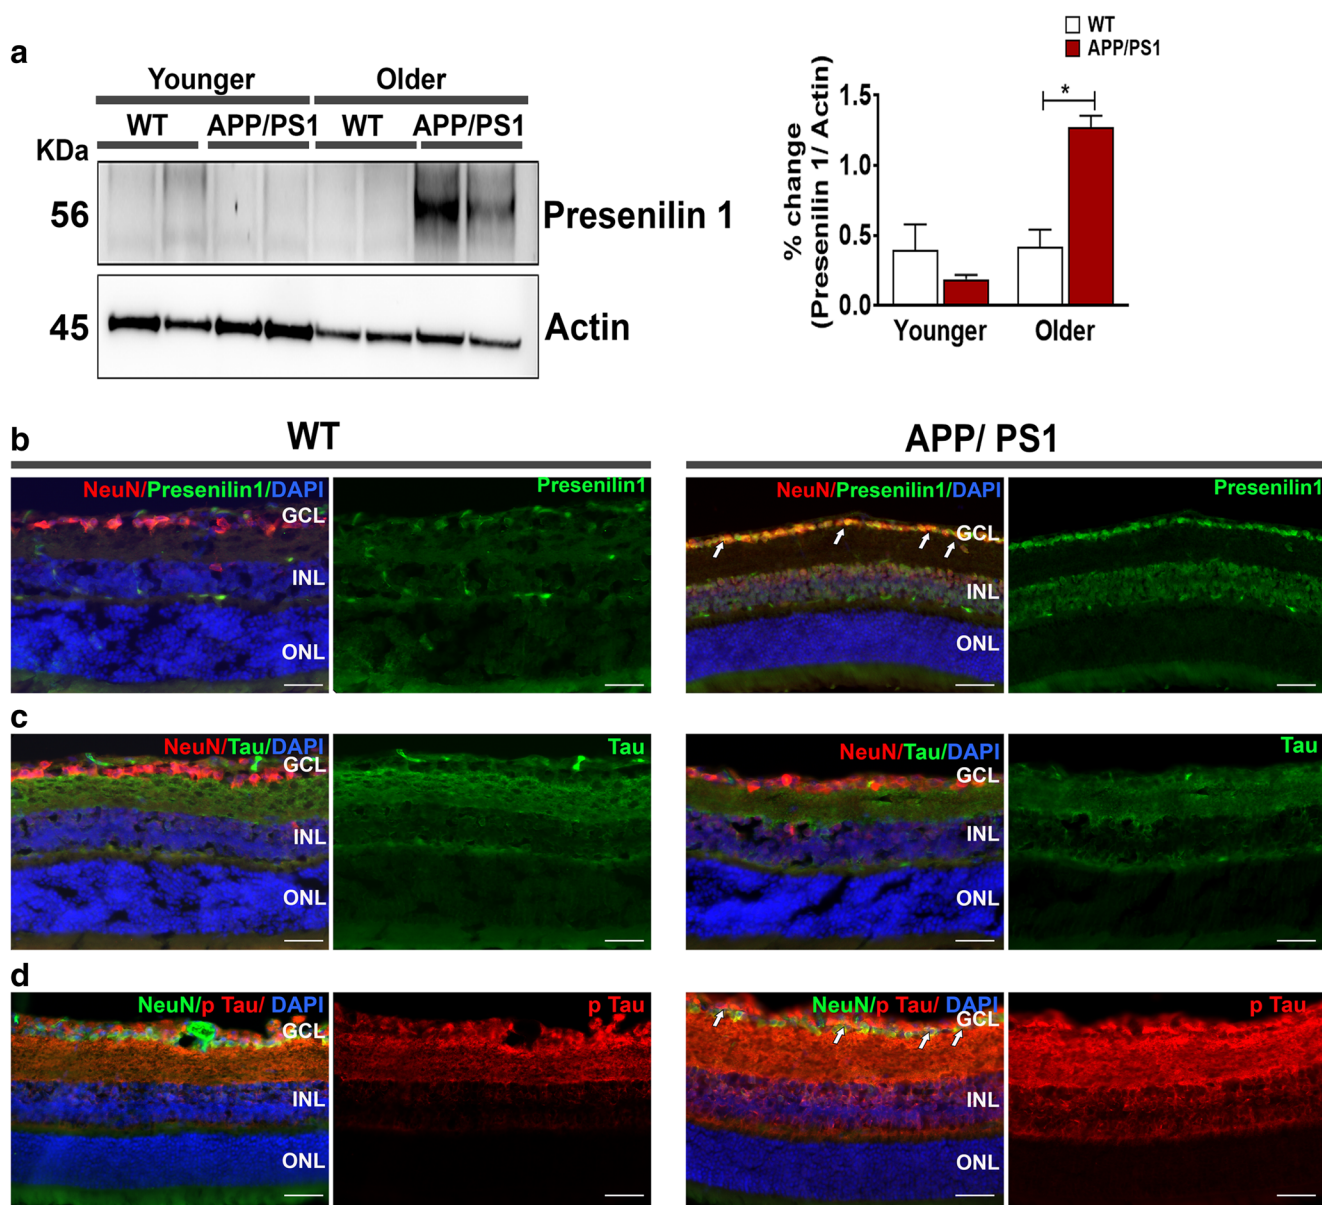 a
Younger Older
WT APP/PS1 WT APP/PS1
KDa
56 Presenilin 1
45 Actin
WT
APP/PS1
% change
(Presenilin 1/ Actin)
1.5
1.0
0.5
0.0
*
Younger Older
b
WT
APP/ PS1
NeuN/Presenilin1/DAPI
GCL
INL
ONL
Presenilin1
NeuN/Presenilin1/DAPI
GCL
INL
ONL
Presenilin1
c
NeuN/Tau/DAPI
GCL
INL
ONL
Tau
NeuN/Tau/DAPI
GCL
INL
ONL
Tau
d
NeuN/p Tau/ DAPI
GCL
INL
ONL
p Tau
NeuN/p Tau/ DAPI
GCL
INL
ONL
p Tau